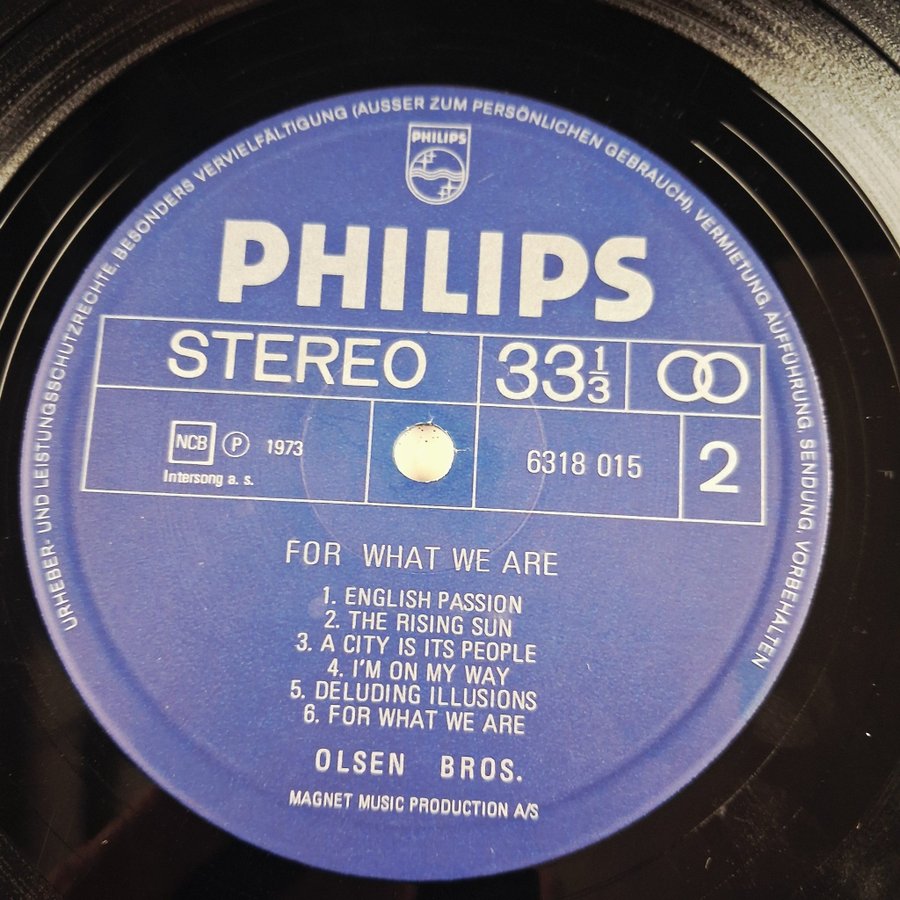 URHEBER- UND LEISTUNGSSCHUTZRECHTE, BESONDERS VERVIELFÄLTIGUNG (AUSSER ZUM PERSÖNLICHEN GEBRAUCH), VERMIETUNG, AUFFÜHRUNG, SENDUNG, VORBEHALTEN
PHILIPS
PHILIPS
STEREO 33 1/3
NCB Ⓟ 1973 6318 015 2
Intersong a. s.
FOR WHAT WE ARE
1. ENGLISH PASSION
2. THE RISING SUN
3. A CITY IS ITS PEOPLE
4. I'M ON MY WAY
5. DELUDING ILLUSIONS
6. FOR WHAT WE ARE
OLSEN BROS.
MAGNET MUSIC PRODUCTION A/S